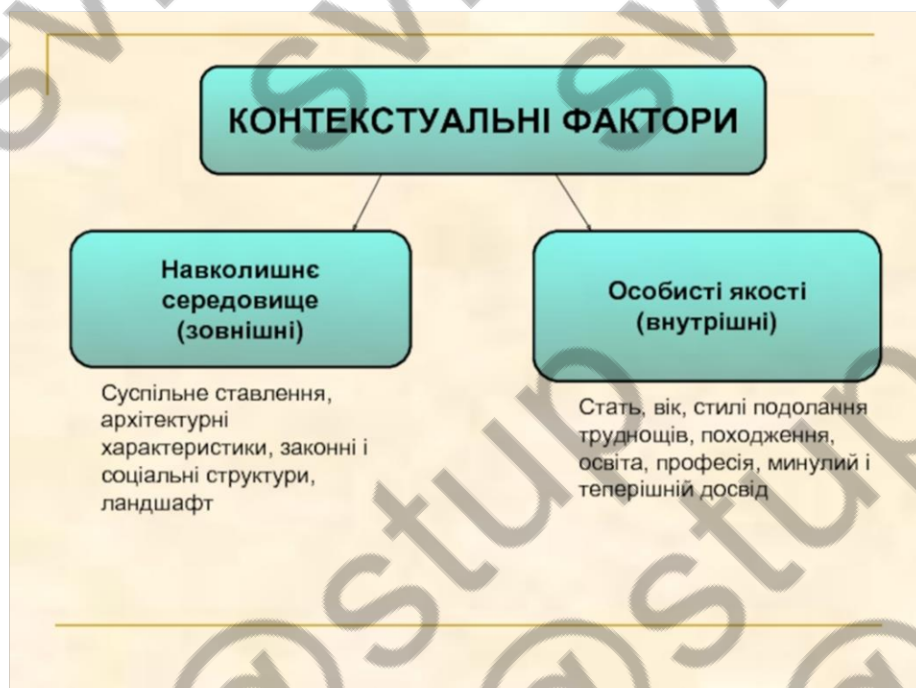 КОНТЕКСТУАЛЬНІ ФАКТОРИ
Навколишнє
середовище
(зовнішні)
Суспільне ставлення,
архітектурні
характеристики, законні і
соціальні структури,
ландшафт
Особисті якості
(внутрішні)
Стать, вік, стилі подолання
труднощів, походження,
освіта, професія, минулий і
теперішній досвід